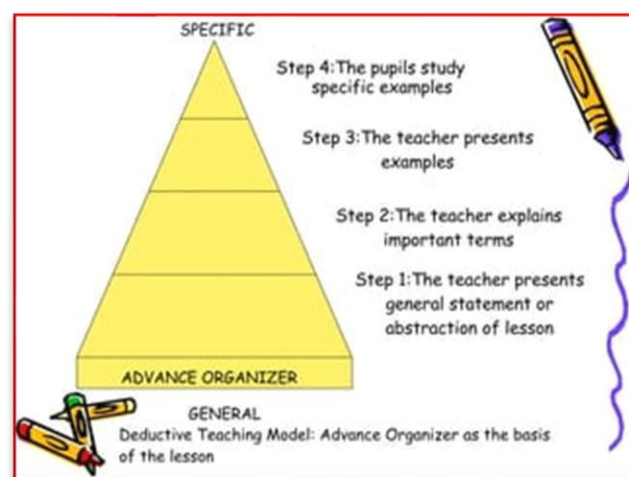 SPECIFIC
Step 4:The pupils study
specific examples
Step 3:The teacher presents
examples
Step 2:The teacher explains
important terms
Step 1:The teacher presents
general statement or
abstraction of lesson
ADVANCE ORGANIZER
GENERAL
Deductive Teaching Model: Advance Organizer as the basis
of the lesson